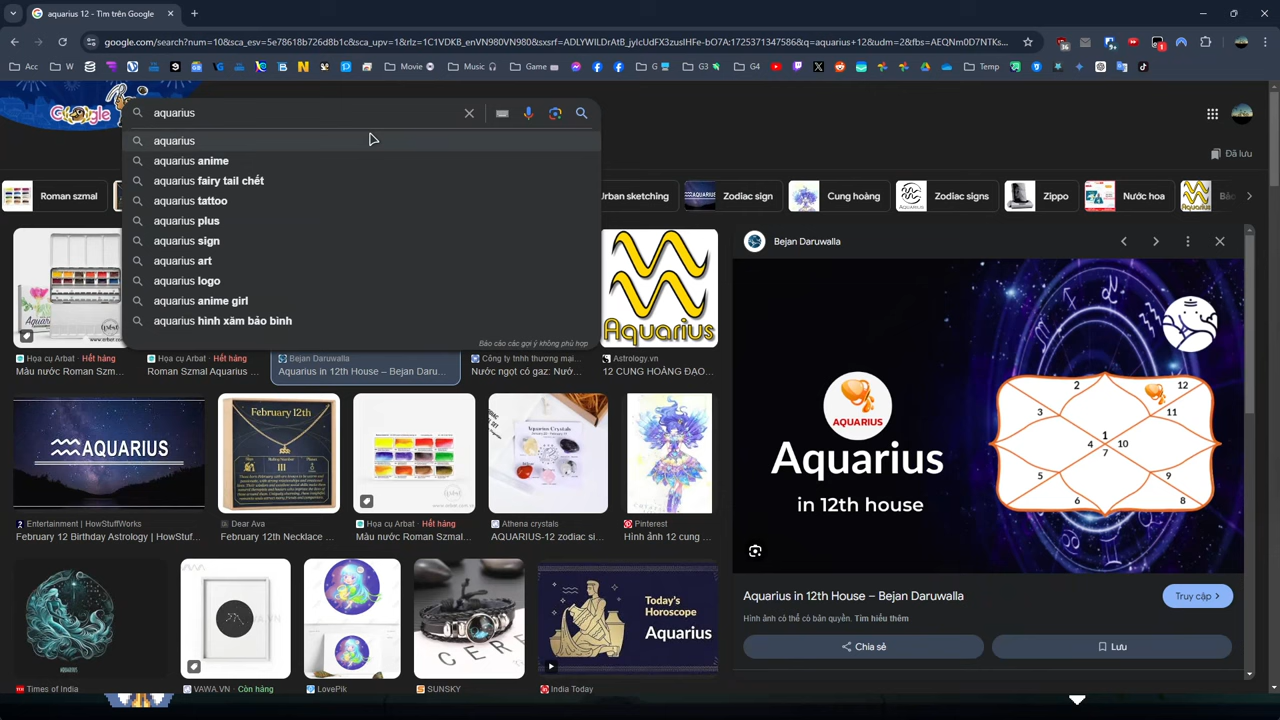 aquarius 12 - Tìm trên Google
google.com/search?num=10&sca_esv=5e78618b726d8b1c&sca_upv=1&rlz=1C1VDKB_enVN980VN980&sxsrf=ADLYWILDrAtB_jyIcUdFX3zusIHFe-bO7A:1725371347586&q=aquarius+12&udm=2&fbs=AEQNm0D7NTKs...
Acc
W
Movie
Music
Game
G
G3
G4
Temp
Google
aquarius
aquarius
aquarius anime
aquarius fairy tail chết
aquarius tattoo
aquarius plus
aquarius sign
aquarius art
aquarius logo
aquarius anime girl
aquarius hình xăm bảo bình
Báo cáo các gợi ý không phù hợp
Đã lưu
Roman szmal
Urban sketching
Zodiac sign
Cung hoàng
Zodiac signs
Zippo
Nước hoa
Aquarius
Họa cụ Arbat · Hết hàng
Màu nước Roman Szm...
Họa cụ Arbat · Hết hàng
Roman Szmal Aquarius ...
Bejan Daruwalla
Aquarius in 12th House – Bejan Daru...
Công ty tnhh thương mại...
Nước ngọt có gaz: Nướ...
Astrology.vn
12 CUNG HOÀNG ĐẠO...
AQUARIUS
Entertainment | HowStuffWorks
February 12 Birthday Astrology | HowStuf...
February 12th
Dear Ava
February 12th Necklace ...
Họa cụ Arbat · Hết hàng
Màu nước Roman Szmal...
Aquarius Crystals
Athena crystals
AQUARIUS-12 zodiac si...
Pinterest
Hình ảnh 12 cung ...
AQUARIUS
Times of India
VAWA.VN · Còn hàng
LovePik
CERE
SUNSKY
Today's
Horoscope
Aquarius
India Today
Bejan Daruwalla
AQUARIUS
Aquarius
in 12th house
2
12
3
11
1
4
10
7
5
9
6
8
Aquarius in 12th House – Bejan Daruwalla
Truy cập
Hình ảnh có thể có bản quyền. Tìm hiểu thêm
Chia sẻ
Lưu